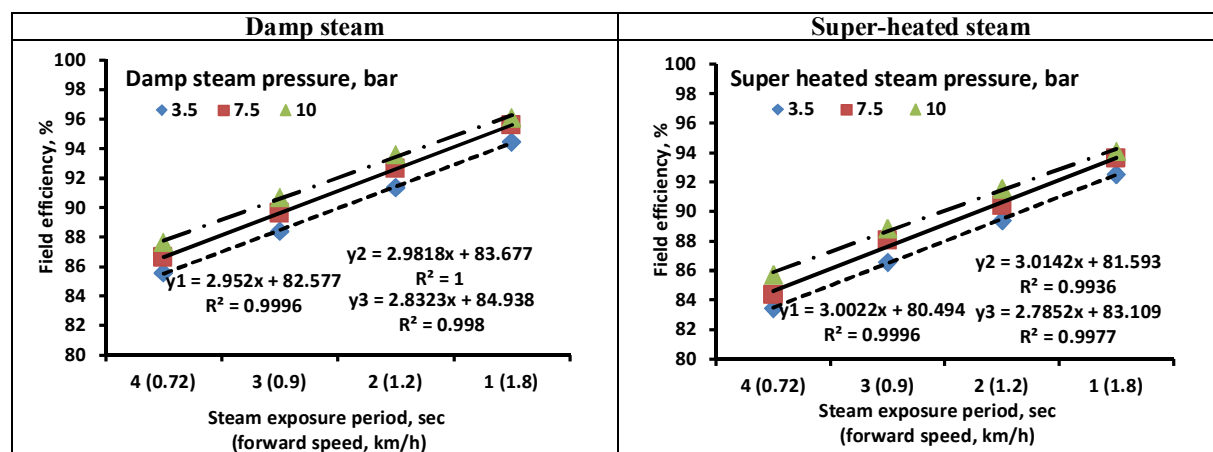 Damp steam
Damp steam pressure, bar
3.5 7.5 10
Field efficiency, %
100
98
96
94
92
90
88
86
84
82
80
y1 = 2.952x + 82.577
R² = 0.9996
y2 = 2.9818x + 83.677
R² = 1
y3 = 2.8323x + 84.938
R² = 0.998
4 (0.72) 3 (0.9) 2 (1.2) 1 (1.8)
Steam exposure period, sec
(forward speed, km/h)
Super-heated steam
Super heated steam pressure, bar
3.5 7.5 10
Field efficiency, %
100
98
96
94
92
90
88
86
84
82
80
y1 = 3.0022x + 80.494
R² = 0.9996
y2 = 3.0142x + 81.593
R² = 0.9936
y3 = 2.7852x + 83.109
R² = 0.9977
4 (0.72) 3 (0.9) 2 (1.2) 1 (1.8)
Steam exposure period, sec
(forward speed, km/h)